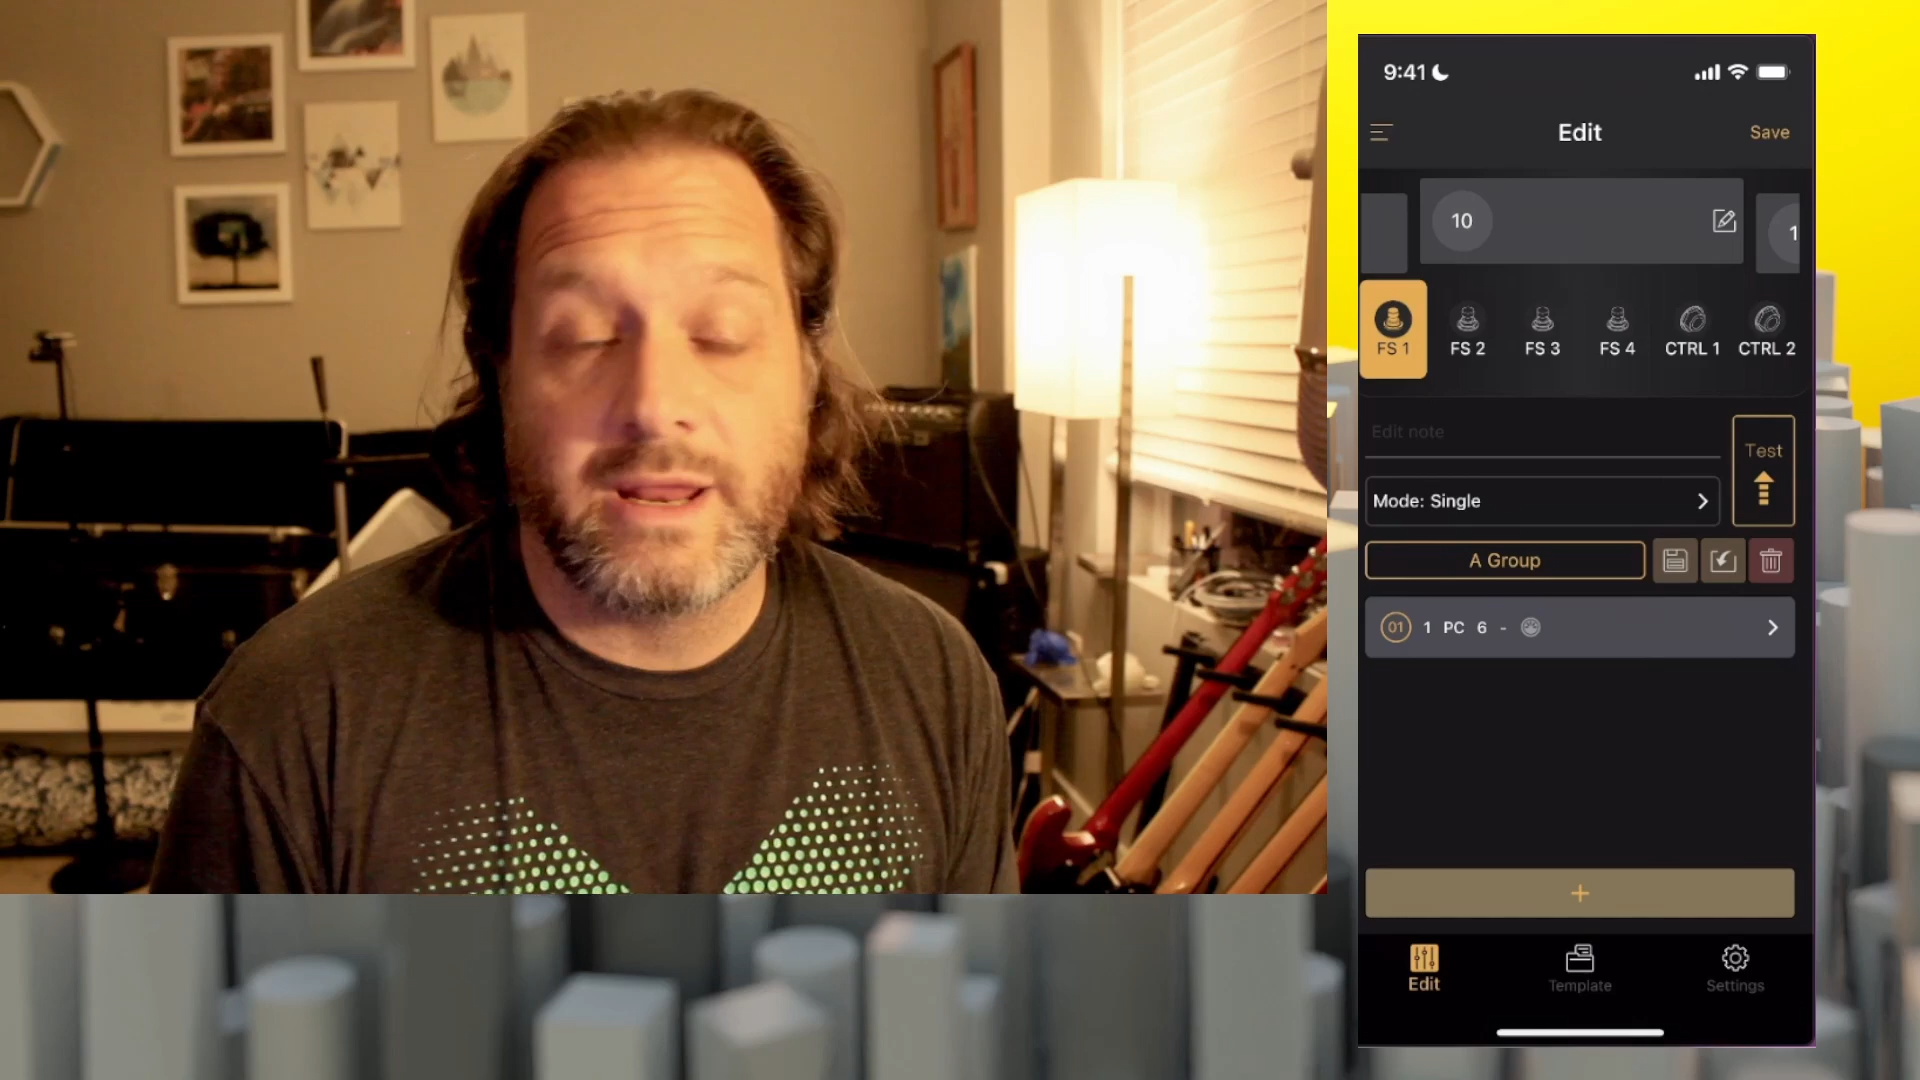 9:41
Edit
Save
10
1
FS 1
FS 2
FS 3
FS 4
CTRL 1
CTRL 2
Edit note
Test
Mode: Single
A Group
01 1 PC 6 -
+
Edit
Template
Settings